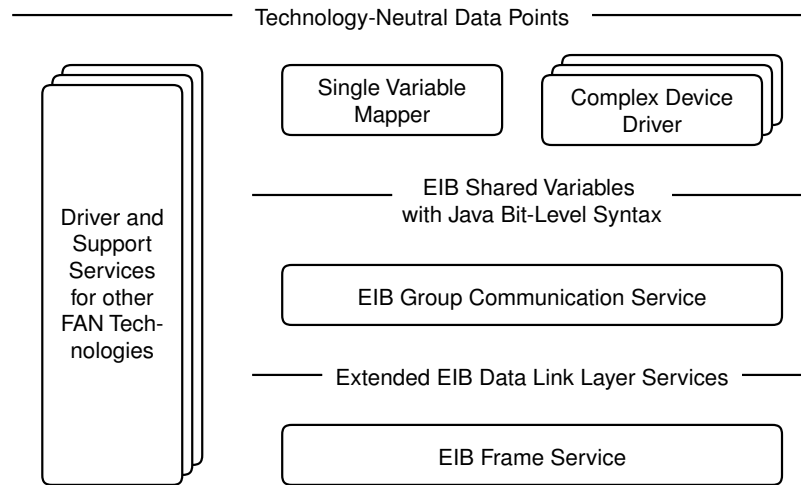 Technology-Neutral Data Points
Single Variable
Mapper
Complex Device
Driver
EIB Shared Variables
with Java Bit-Level Syntax
Driver and
Support
Services
for other
FAN Tech-
nologies
EIB Group Communication Service
Extended EIB Data Link Layer Services
EIB Frame Service